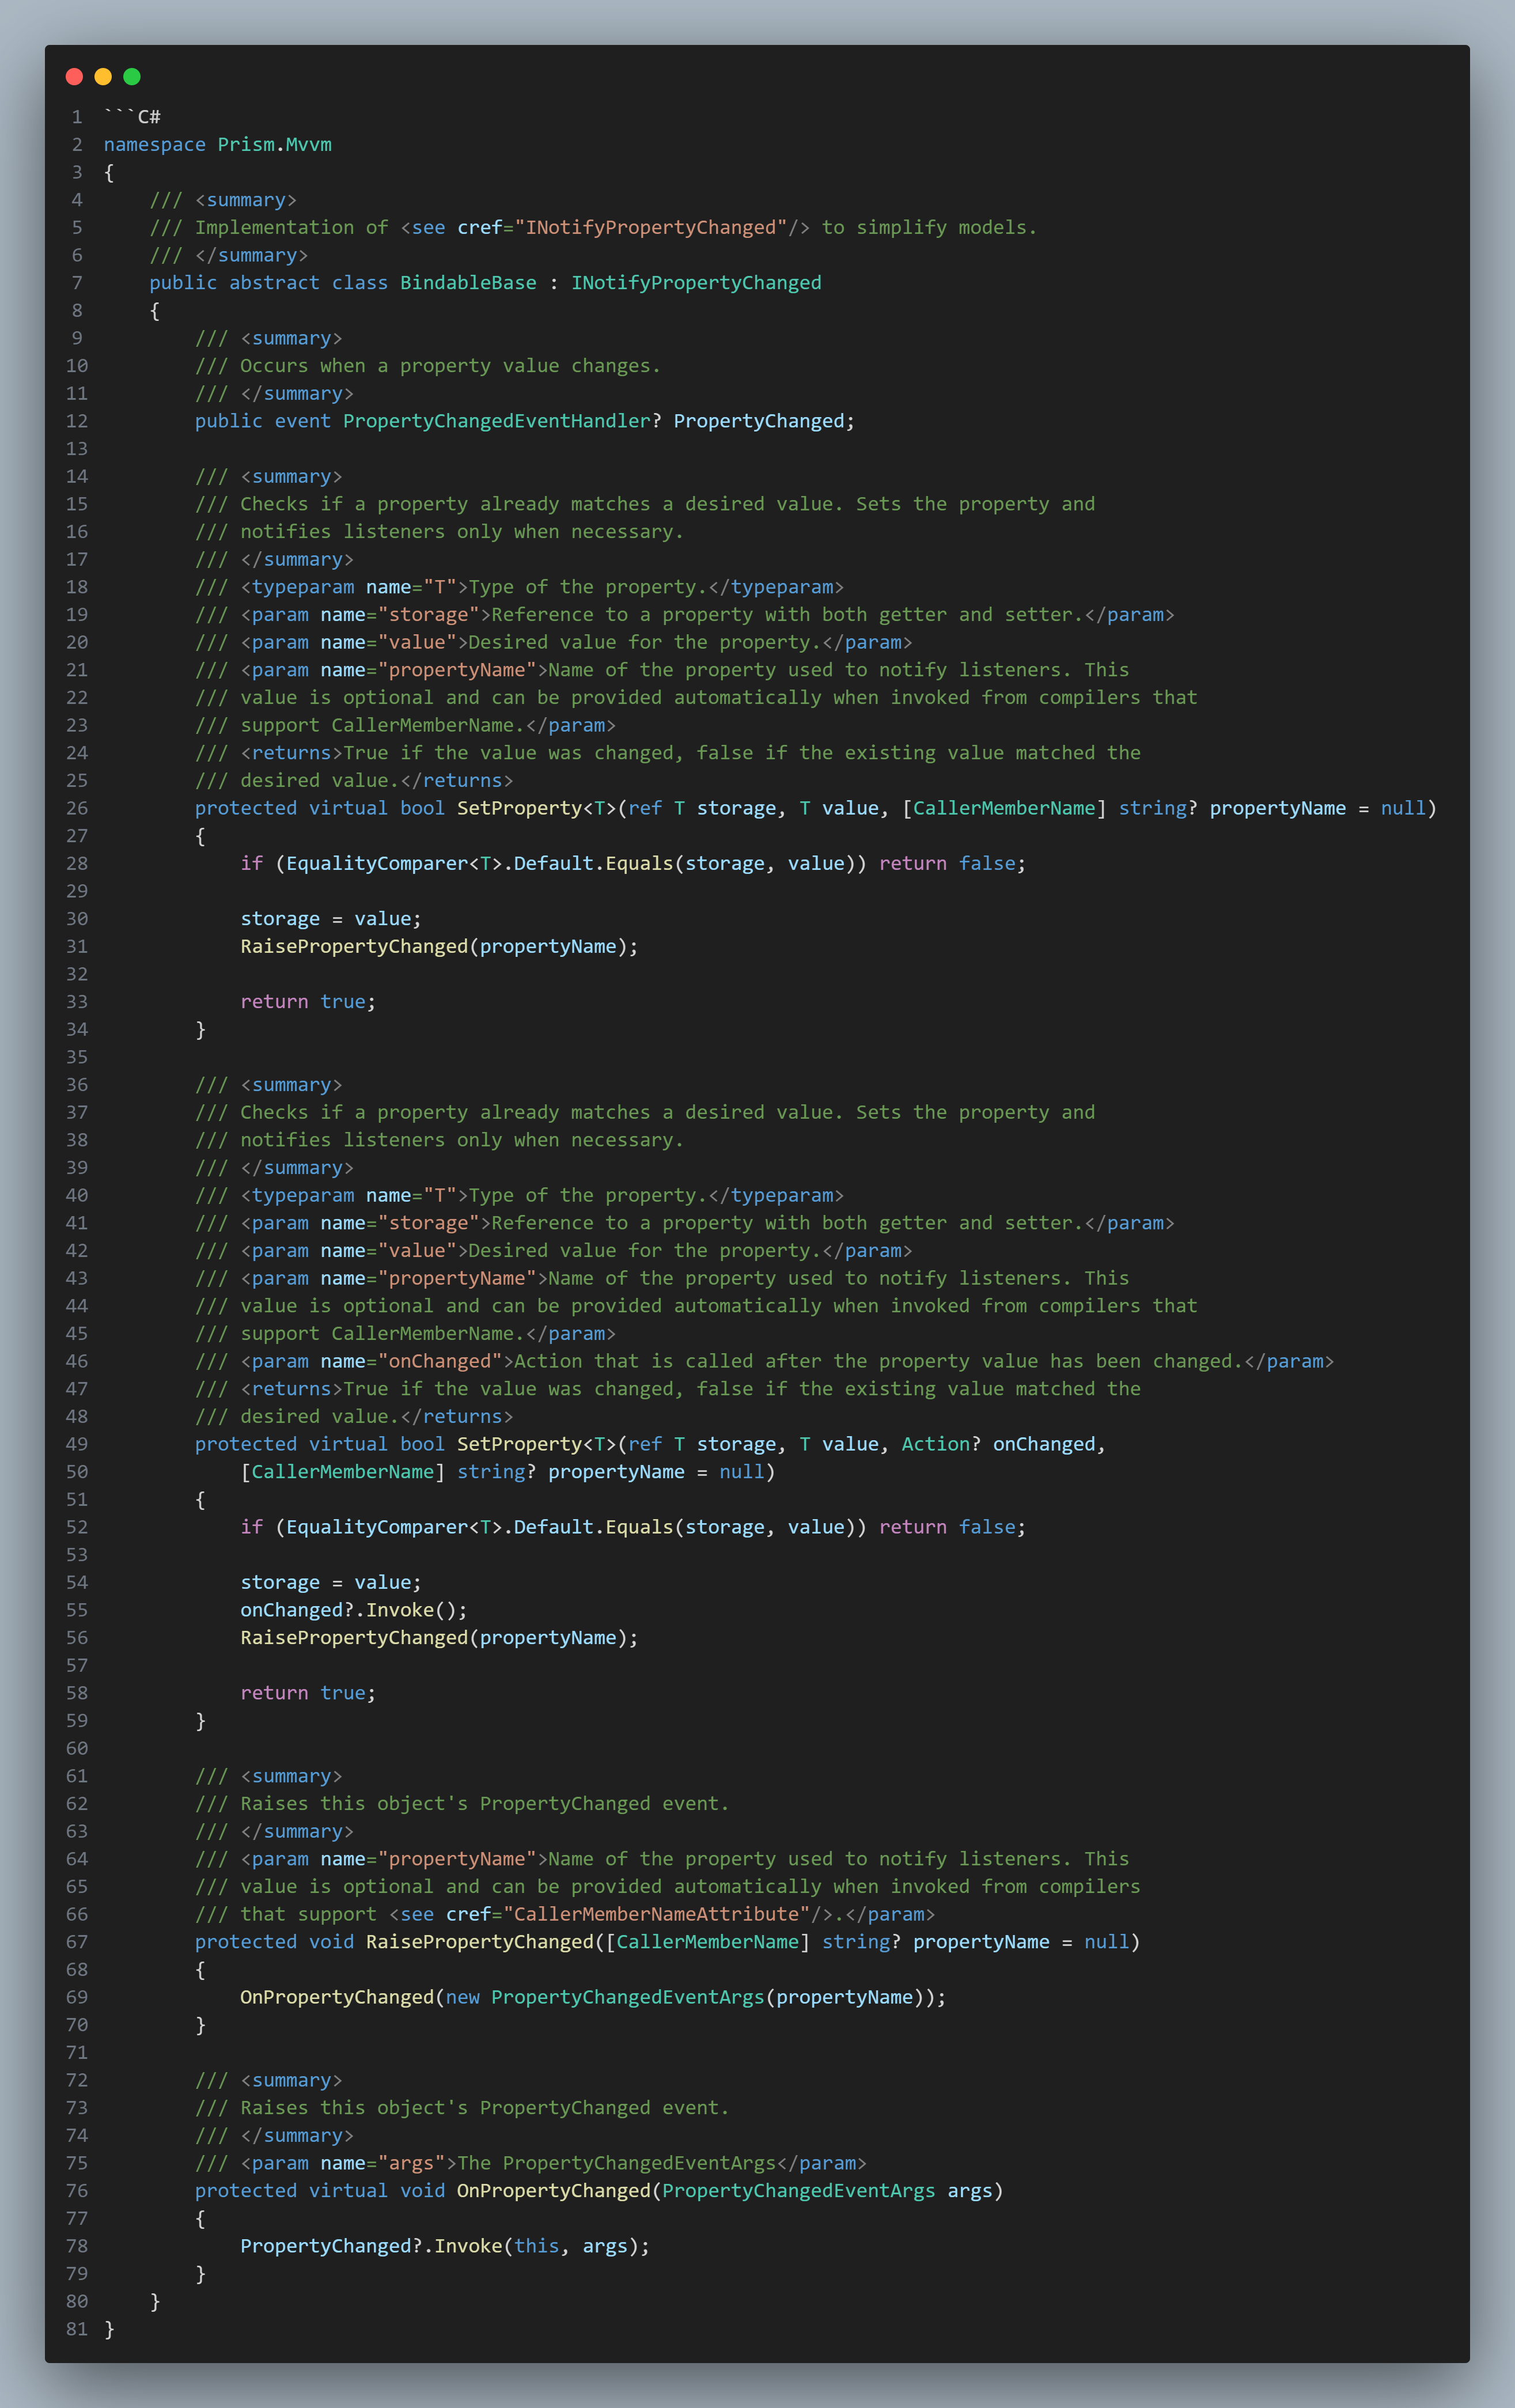 1 ```C#
2 namespace Prism.Mvvm
3 {
4     /// <summary>
5     /// Implementation of <see cref="INotifyPropertyChanged"/> to simplify models.
6     /// </summary>
7     public abstract class BindableBase : INotifyPropertyChanged
8     {
9         /// <summary>
10         /// Occurs when a property value changes.
11         /// </summary>
12         public event PropertyChangedEventHandler? PropertyChanged;
13
14         /// <summary>
15         /// Checks if a property already matches a desired value. Sets the property and
16         /// notifies listeners only when necessary.
17         /// </summary>
18         /// <typeparam name="T">Type of the property.</typeparam>
19         /// <param name="storage">Reference to a property with both getter and setter.</param>
20         /// <param name="value">Desired value for the property.</param>
21         /// <param name="propertyName">Name of the property used to notify listeners. This
22         /// value is optional and can be provided automatically when invoked from compilers that
23         /// support CallerMemberName.</param>
24         /// <returns>True if the value was changed, false if the existing value matched the
25         /// desired value.</returns>
26         protected virtual bool SetProperty<T>(ref T storage, T value, [CallerMemberName] string? propertyName = null)
27         {
28             if (EqualityComparer<T>.Default.Equals(storage, value)) return false;
29
30             storage = value;
31             RaisePropertyChanged(propertyName);
32
33             return true;
34         }
35
36         /// <summary>
37         /// Checks if a property already matches a desired value. Sets the property and
38         /// notifies listeners only when necessary.
39         /// </summary>
40         /// <typeparam name="T">Type of the property.</typeparam>
41         /// <param name="storage">Reference to a property with both getter and setter.</param>
42         /// <param name="value">Desired value for the property.</param>
43         /// <param name="propertyName">Name of the property used to notify listeners. This
44         /// value is optional and can be provided automatically when invoked from compilers that
45         /// support CallerMemberName.</param>
46         /// <param name="onChanged">Action that is called after the property value has been changed.</param>
47         /// <returns>True if the value was changed, false if the existing value matched the
48         /// desired value.</returns>
49         protected virtual bool SetProperty<T>(ref T storage, T value, Action? onChanged,
50             [CallerMemberName] string? propertyName = null)
51         {
52             if (EqualityComparer<T>.Default.Equals(storage, value)) return false;
53
54             storage = value;
55             onChanged?.Invoke();
56             RaisePropertyChanged(propertyName);
57
58             return true;
59         }
60
61         /// <summary>
62         /// Raises this object's PropertyChanged event.
63         /// </summary>
64         /// <param name="propertyName">Name of the property used to notify listeners. This
65         /// value is optional and can be provided automatically when invoked from compilers
66         /// that support <see cref="CallerMemberNameAttribute"/>.</param>
67         protected void RaisePropertyChanged([CallerMemberName] string? propertyName = null)
68         {
69             OnPropertyChanged(new PropertyChangedEventArgs(propertyName));
70         }
71
72         /// <summary>
73         /// Raises this object's PropertyChanged event.
74         /// </summary>
75         /// <param name="args">The PropertyChangedEventArgs</param>
76         protected virtual void OnPropertyChanged(PropertyChangedEventArgs args)
77         {
78             PropertyChanged?.Invoke(this, args);
79         }
80     }
81 }